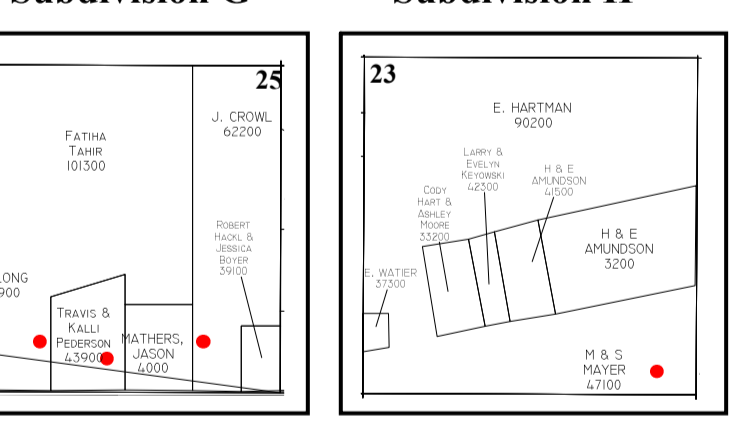 Subdivision G
25
J. CROWL
62200
FATIHA
TAHIR
101300
ROBERT
HACKL &
JESSICA
BOYER
39100
LONG
900
TRAVIS &
KALLI
PEDERSON
43900
MATHERS,
JASON
4000
Subdivision H
23
E. HARTMAN
90200
LARRY &
EVELYN
KEYOWSKI
42300
H & E
AMUNDSON
41500
CODY
HART &
ASHLEY
MOORE
33200
H & E
AMUNDSON
3200
E. WATIER
37300
M & S
MAYER
47100